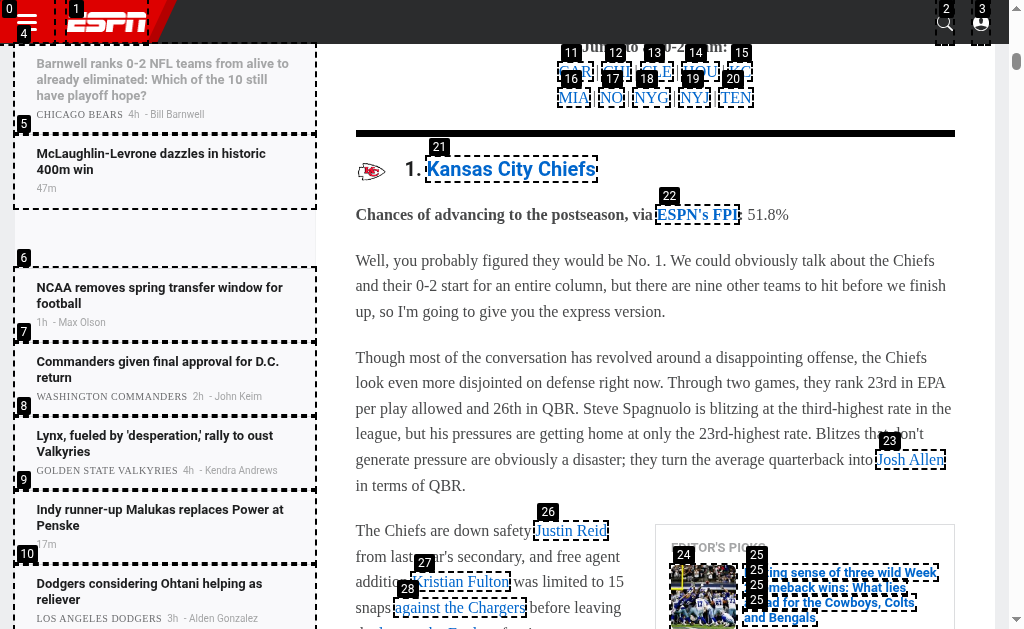 0
1
ESPN
2
3
4
Barnwell ranks 0-2 NFL teams from alive to
already eliminated: Which of the 10 still
have playoff hope?
CHICAGO BEARS 4h - Bill Barnwell
5
McLaughlin-Levrone dazzles in historic
400m win
47m
6
NCAA removes spring transfer window for
football
1h - Max Olson
7
Commanders given final approval for D.C.
return
WASHINGTON COMMANDERS 2h - John Keim
8
Lynx, fueled by 'desperation,' rally to oust
Valkyries
GOLDEN STATE VALKYRIES 4h - Kendra Andrews
9
Indy runner-up Malukas replaces Power at
Penske
17m
10
Dodgers considering Ohtani helping as
reliever
LOS ANGELES DODGERS 3h - Alden Gonzalez
11 12 13 14 15
16 17 18 19 20
MIA | NO | NYG | NYJ | TEN
21
1. Kansas City Chiefs
22
Chances of advancing to the postseason, via ESPN's FPI: 51.8%
Well, you probably figured they would be No. 1. We could obviously talk about the Chiefs
and their 0-2 start for an entire column, but there are nine other teams to hit before we finish
up, so I'm going to give you the express version.
Though most of the conversation has revolved around a disappointing offense, the Chiefs
look even more disjointed on defense right now. Through two games, they rank 23rd in EPA
per play allowed and 26th in QBR. Steve Spagnuolo is blitzing at the third-highest rate in the
league, but his pressures are getting home at only the 23rd-highest rate. Blitzes that don't
23
generate pressure are obviously a disaster; they turn the average quarterback into Josh Allen
in terms of QBR.
26
The Chiefs are down safety Justin Reid
from last year's secondary, and free agent
27
addition Kristian Fulton was limited to 15
28
snaps against the Chargers before leaving
EDITOR'S PICKS
24
25
Making sense of three wild Week
25
comeback wins: What lies
25
ahead for the Cowboys, Colts
25
and Bengals